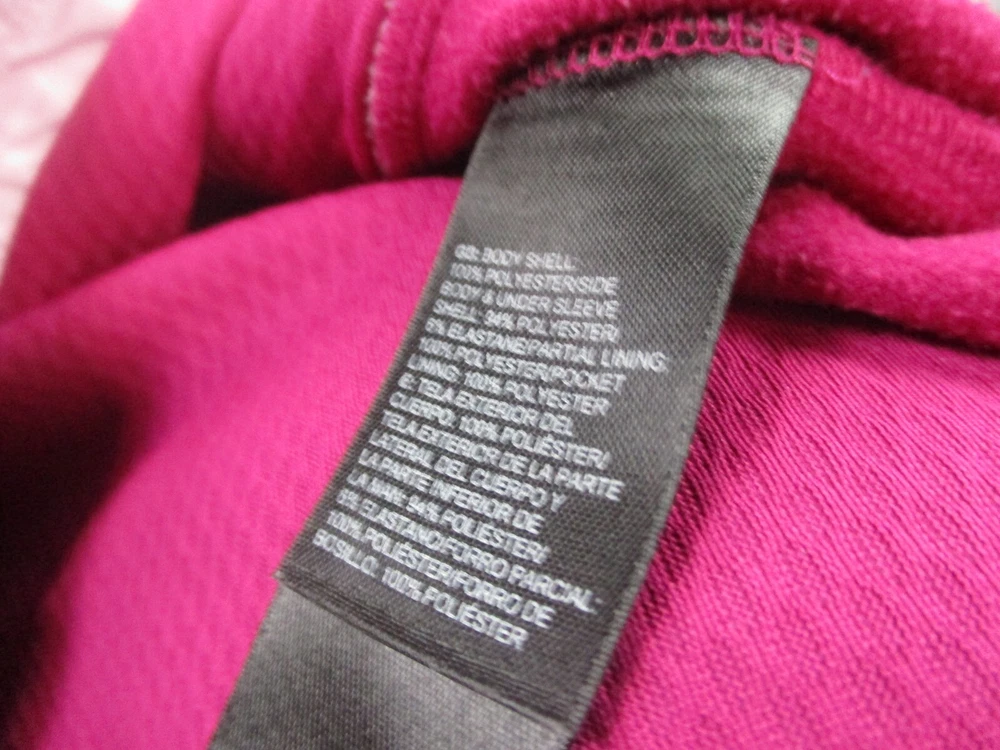 GB: BODY SHELL:
100% POLYESTER/SIDE
BODY & UNDER SLEEVE
SHELL: 94% POLYESTER/
6% ELASTANE/PARTIAL LINING:
100% POLYESTER/POCKET
LINING: 100% POLYESTER
E: TELA EXTERIOR DEL
CUERPO: 100% POLIÉSTER/
TELA EXTERIOR DE LA PARTE
LATERAL DEL CUERPO Y
LA PARTE INFERIOR DE
LA MAN: 94% POLIÉSTER/
6% ELASTANO/FORRO PARCIAL:
100% POLIÉSTER/FORRO DE
BOSILLO: 100% POLIÉSTER